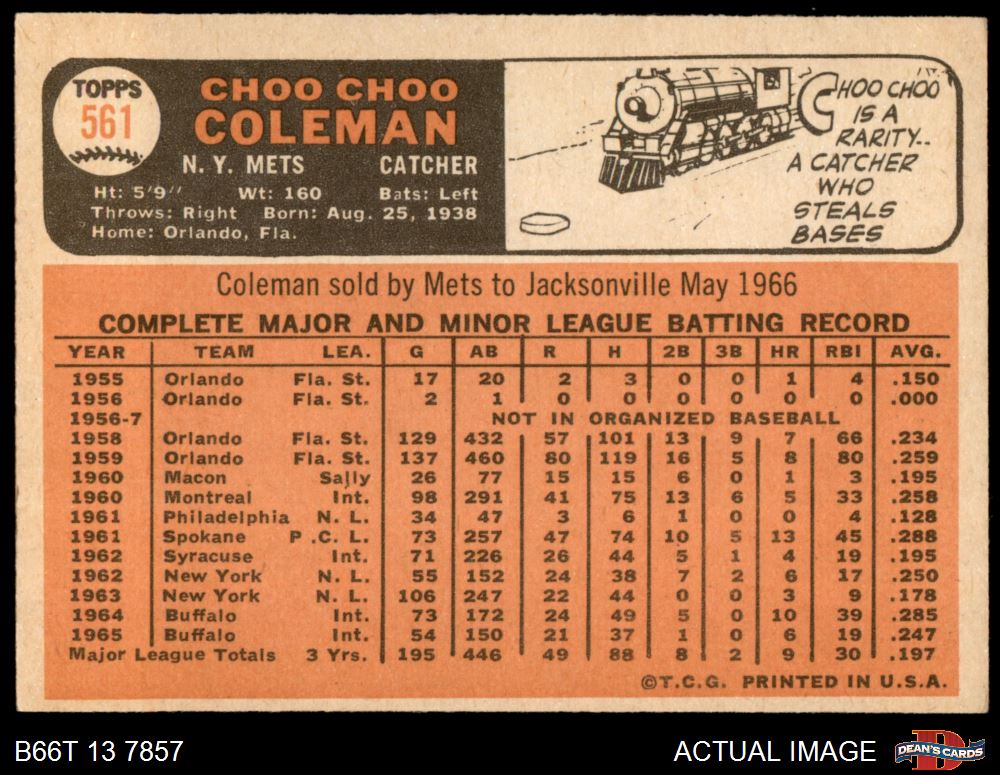 TOPPS
561
CHOO CHOO
COLEMAN
N. Y. METS CATCHER
Ht: 5'9" Wt: 160 Bats: Left
Throws: Right Born: Aug. 25, 1938
Home: Orlando, Fla.
CHOO CHOO
IS A
RARITY..
A CATCHER
WHO
STEALS
BASES
Coleman sold by Mets to Jacksonville May 1966
COMPLETE MAJOR AND MINOR LEAGUE BATTING RECORD
YEAR TEAM LEA. G AB R H 2B 3B HR RBI AVG.
1955 Orlando Fla. St. 17 20 2 3 0 0 1 4 .150
1956 Orlando Fla. St. 2 1 0 0 0 0 0 0 .000
1956-7 NOT IN ORGANIZED BASEBALL
1958 Orlando Fla. St. 129 432 57 101 13 9 7 66 .234
1959 Orlando Fla. St. 137 460 80 119 16 5 8 80 .259
1960 Macon Sally 26 77 15 15 6 0 1 3 .195
1960 Montreal Int. 98 291 41 75 13 6 5 33 .258
1961 Philadelphia N. L. 34 47 3 6 1 0 0 4 .128
1961 Spokane P .C. L. 73 257 47 74 10 5 13 45 .288
1962 Syracuse Int. 71 226 26 44 5 1 4 19 .195
1962 New York N. L. 55 152 24 38 7 2 6 17 .250
1963 New York N. L. 106 247 22 44 0 0 3 9 .178
1964 Buffalo Int. 73 172 24 49 5 0 10 39 .285
1965 Buffalo Int. 54 150 21 37 1 0 6 19 .247
Major League Totals 3 Yrs. 195 446 49 88 8 2 9 30 .197
©T.C.G. PRINTED IN U.S.A.
B66T 13 7857 ACTUAL IMAGE DEAN'S CARDS